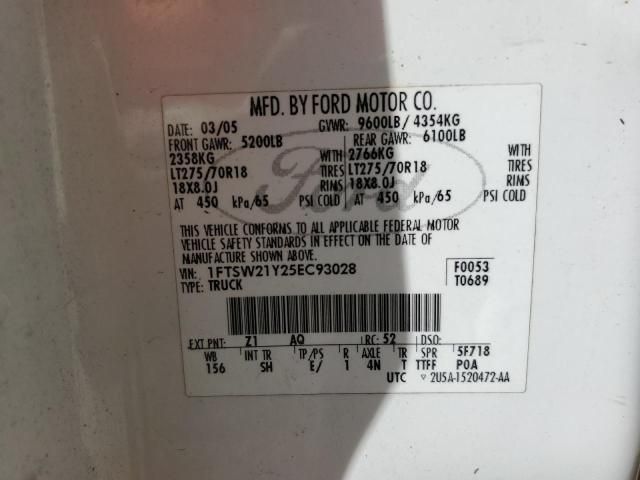 MFD. BY FORD MOTOR CO.
DATE: 03/05 GVWR: 9600LB/ 4354KG
FRONT GAWR: 5200LB REAR GAWR: 6100LB
2358KG WITH 2766KG WITH
LT275/70R18 TIRES LT275/70R18 TIRES
18X8.0J RIMS 18X8.0J RIMS
AT 450 kPa/65 PSI COLD AT 450 kPa/65 PSI COLD
Ford
THIS VEHICLE CONFORMS TO ALL APPLICABLE FEDERAL MOTOR
VEHICLE SAFETY STANDARDS IN EFFECT ON THE DATE OF
MANUFACTURE SHOWN ABOVE.
VIN: 1FTSW21Y25EC93028 F0053
TYPE: TRUCK T0689
EXT PNT: Z1 AQ RC: 52 DSO:
WB INT TR TP/PS R AXLE TR SPR 5F718
156 SH E/ 1 4N T TTFF POA
UTC ▽ 2U5A-1520472-AA